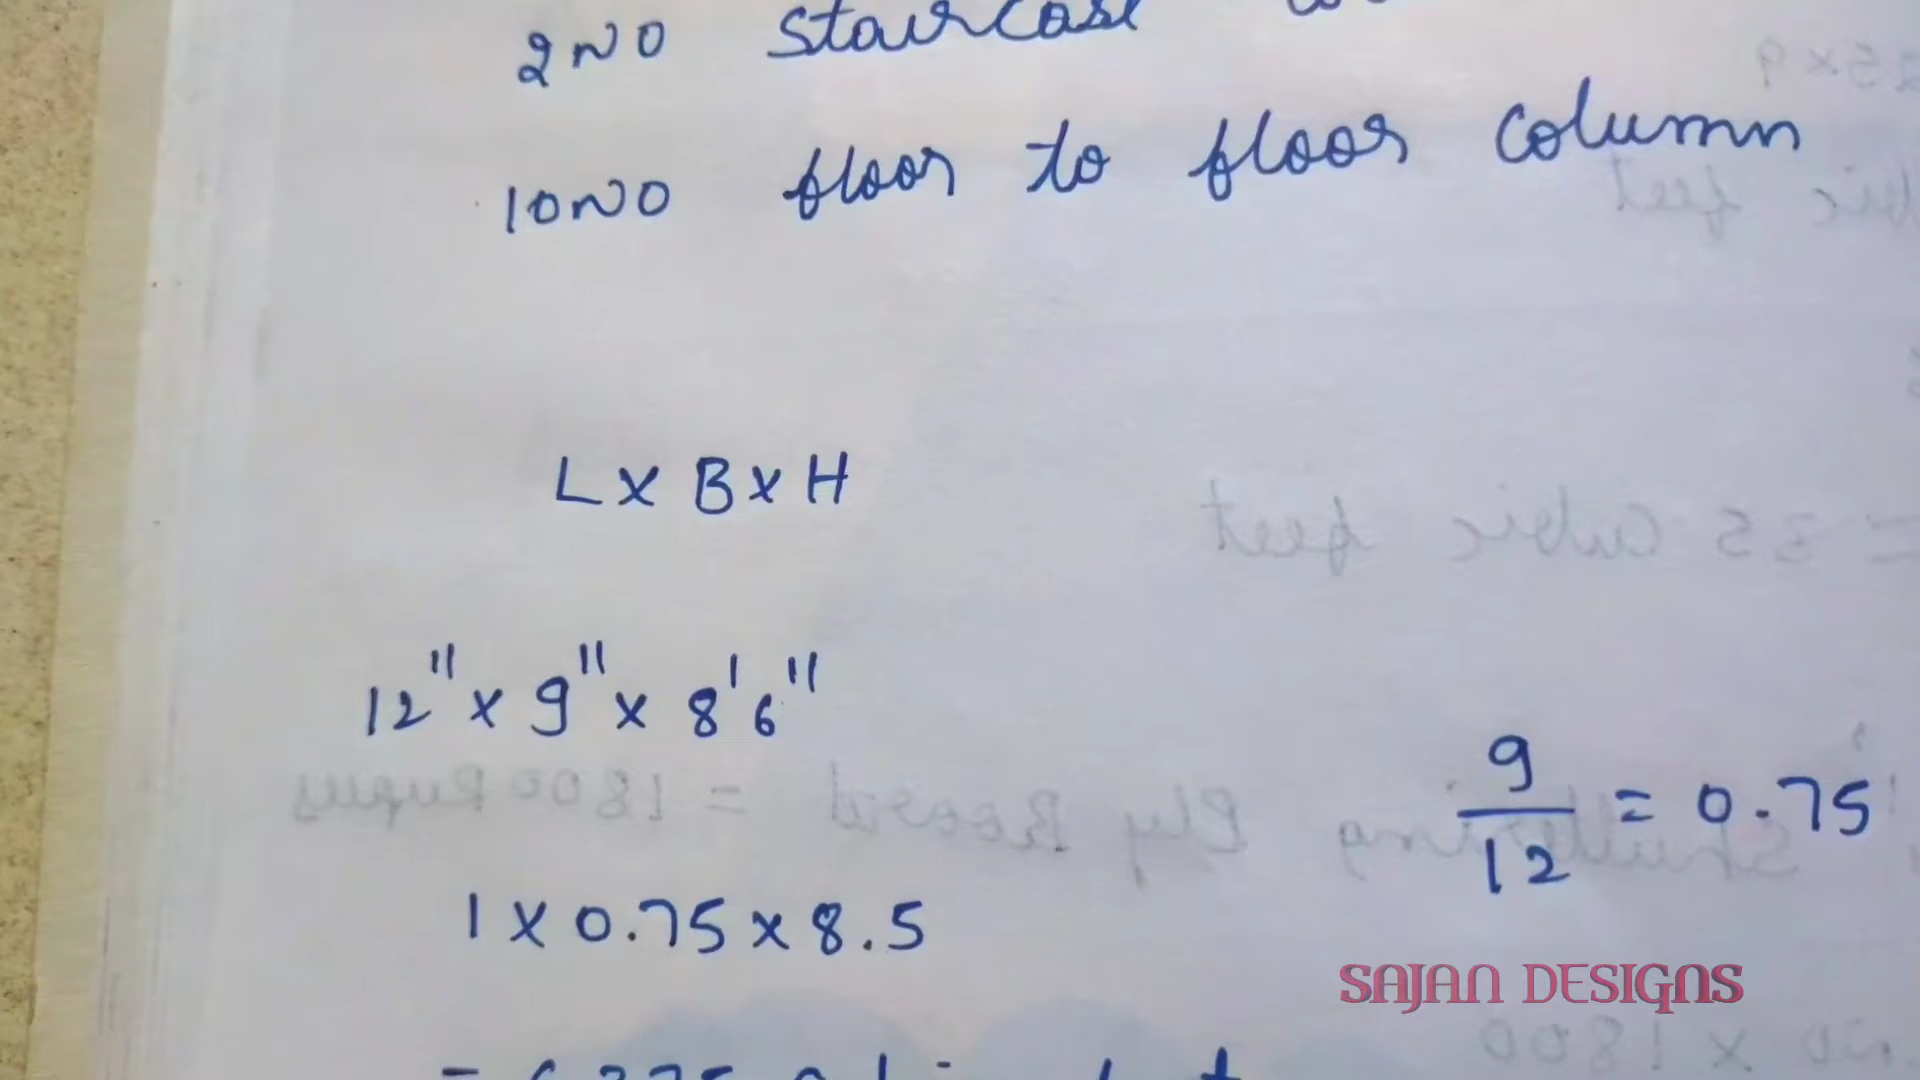 2NO staircase
10NO floor to floor column
L x B x H
12" x 9" x 8'6"
9/12 = 0.75
1 x 0.75 x 8.5
SAJAN DESIGNS